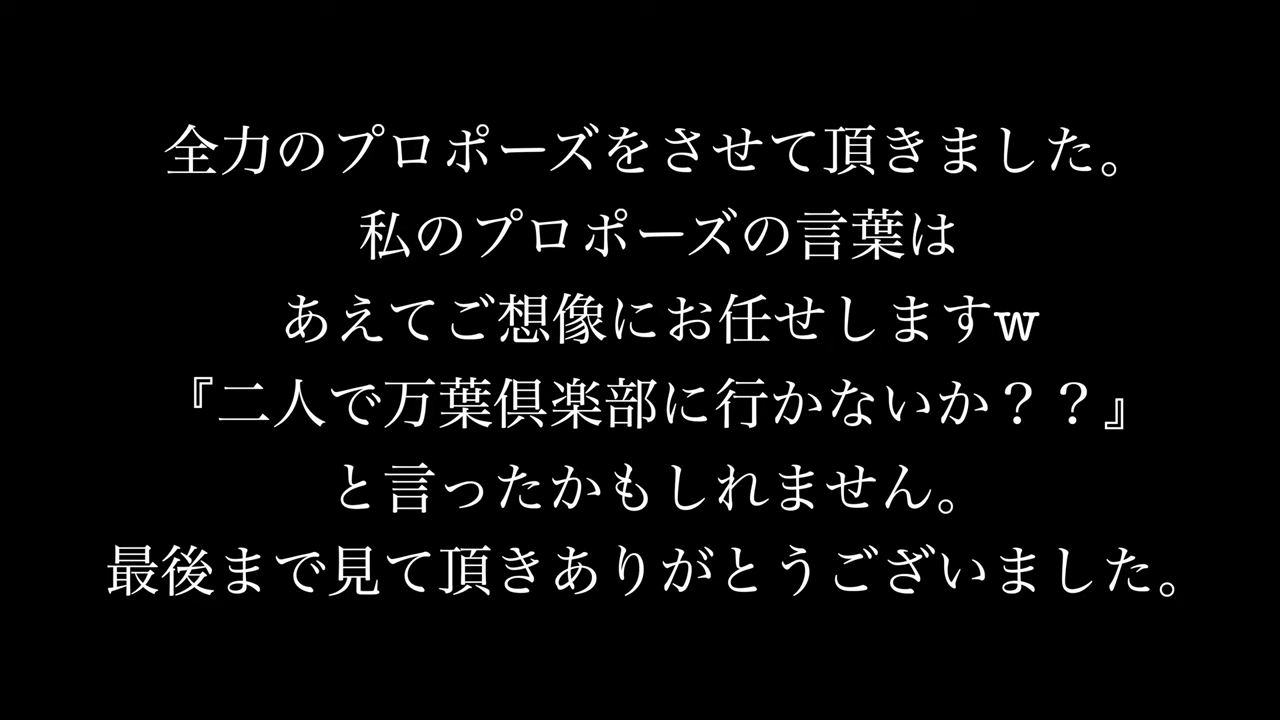 全力のプロポーズをさせて頂きました。
私のプロポーズの言葉は
あえてご想像にお任せしますw
『二人で万葉倶楽部に行かないか？？』
と言ったかもしれません。
最後まで見て頂きありがとうございました。